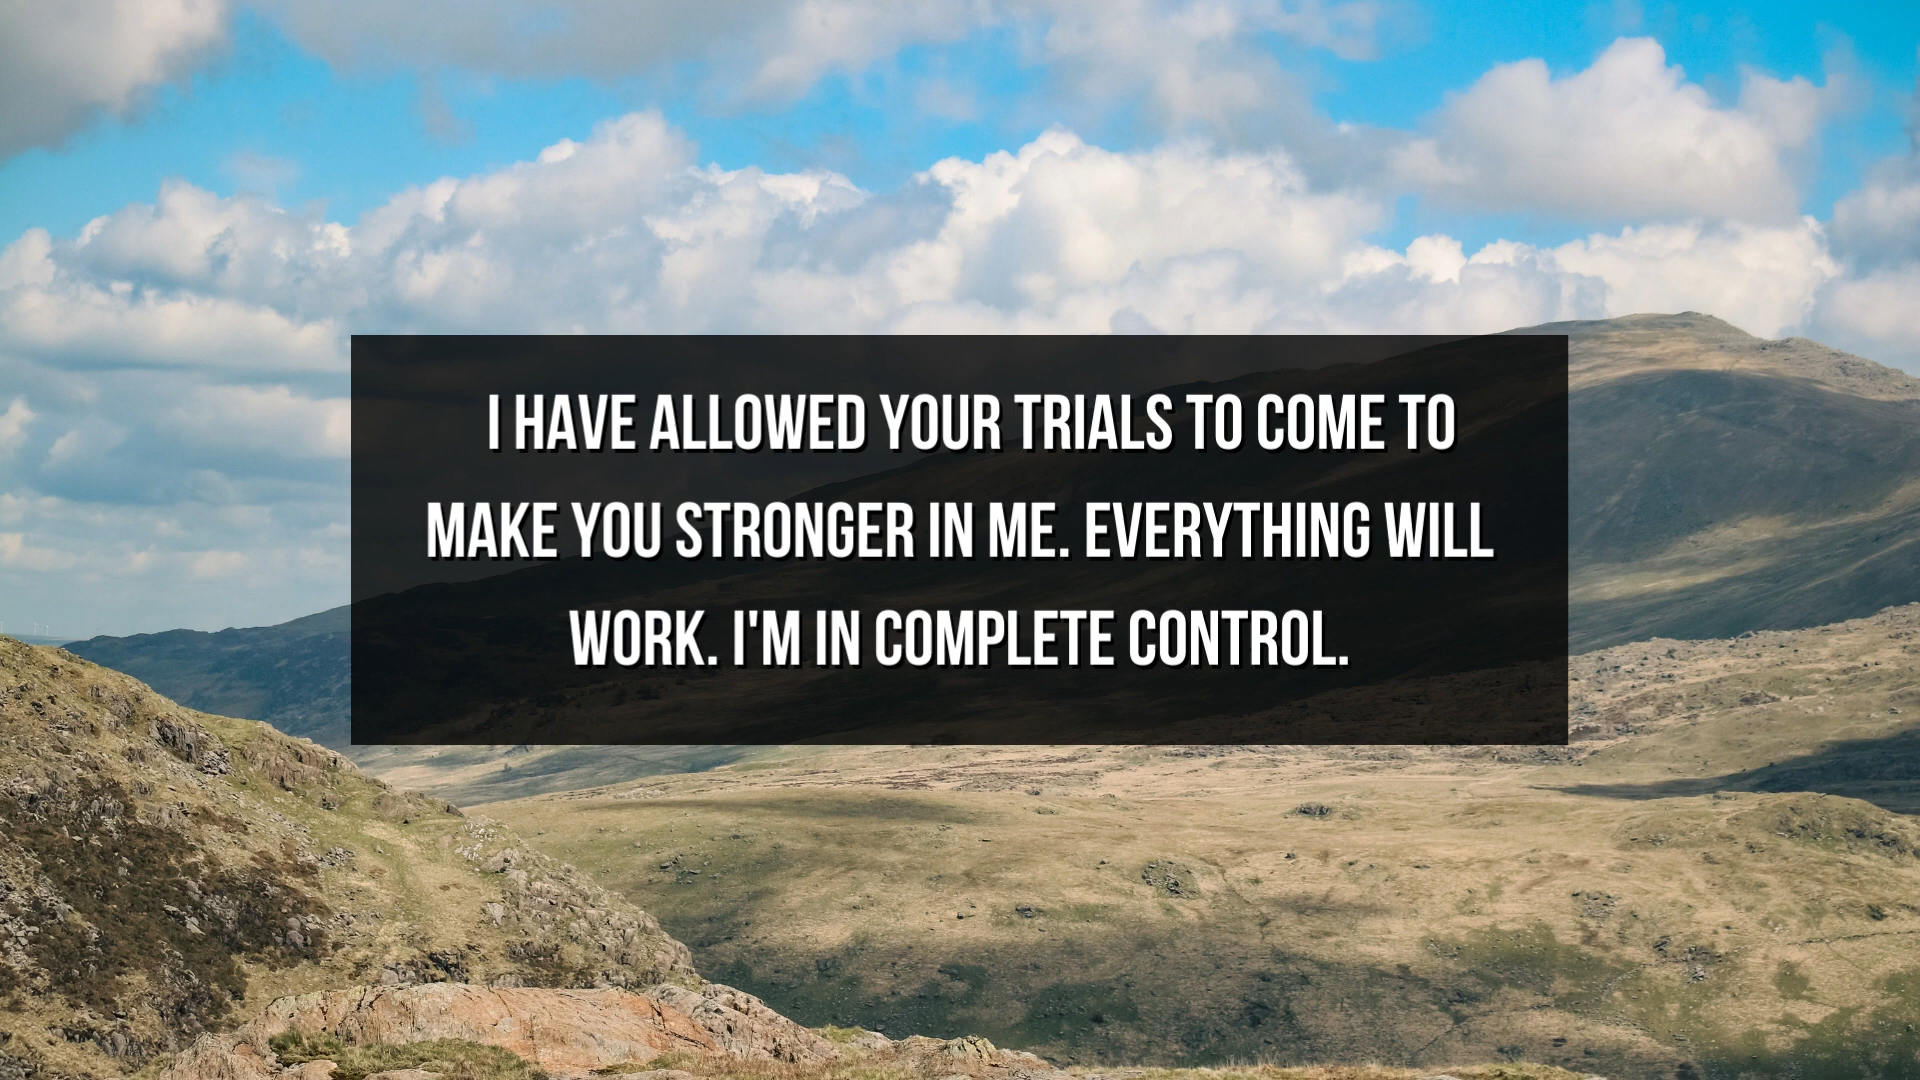 I HAVE ALLOWED YOUR TRIALS TO COME TO
MAKE YOU STRONGER IN ME. EVERYTHING WILL
WORK. I'M IN COMPLETE CONTROL.